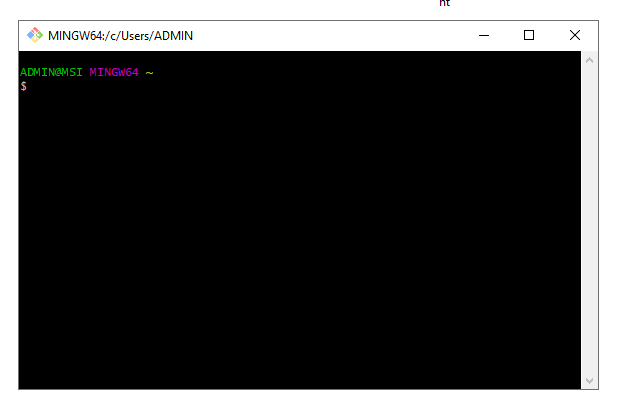 nt
MINGW64:/c/Users/ADMIN
ADMIN@MSI MINGW64 ~
$